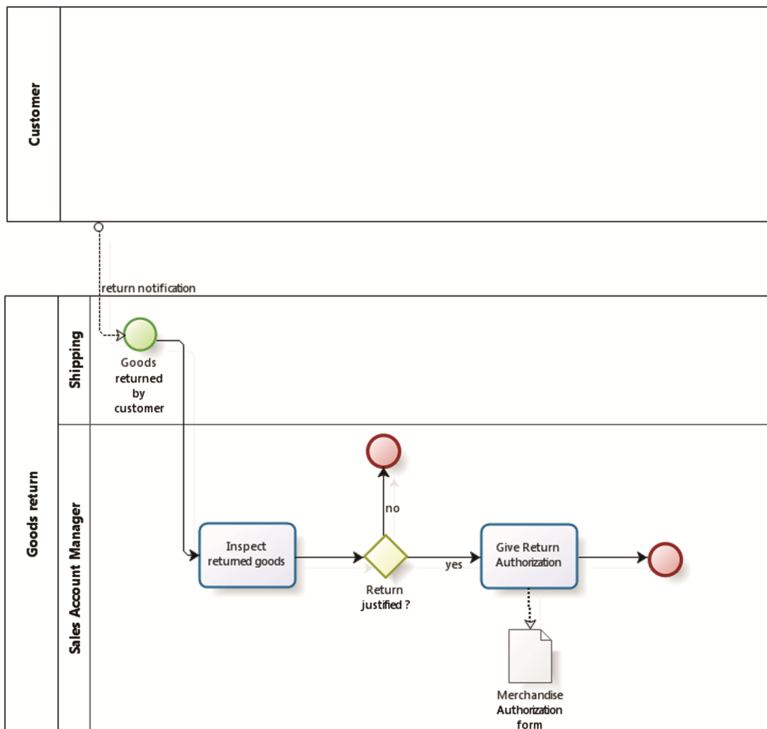 Customer
return notification
Goods return
Shipping
Goods
returned
by
customer
Sales Account Manager
Inspect
returned goods
no
Return
justified ?
yes
Give Return
Authorization
Merchandise
Authorization
form